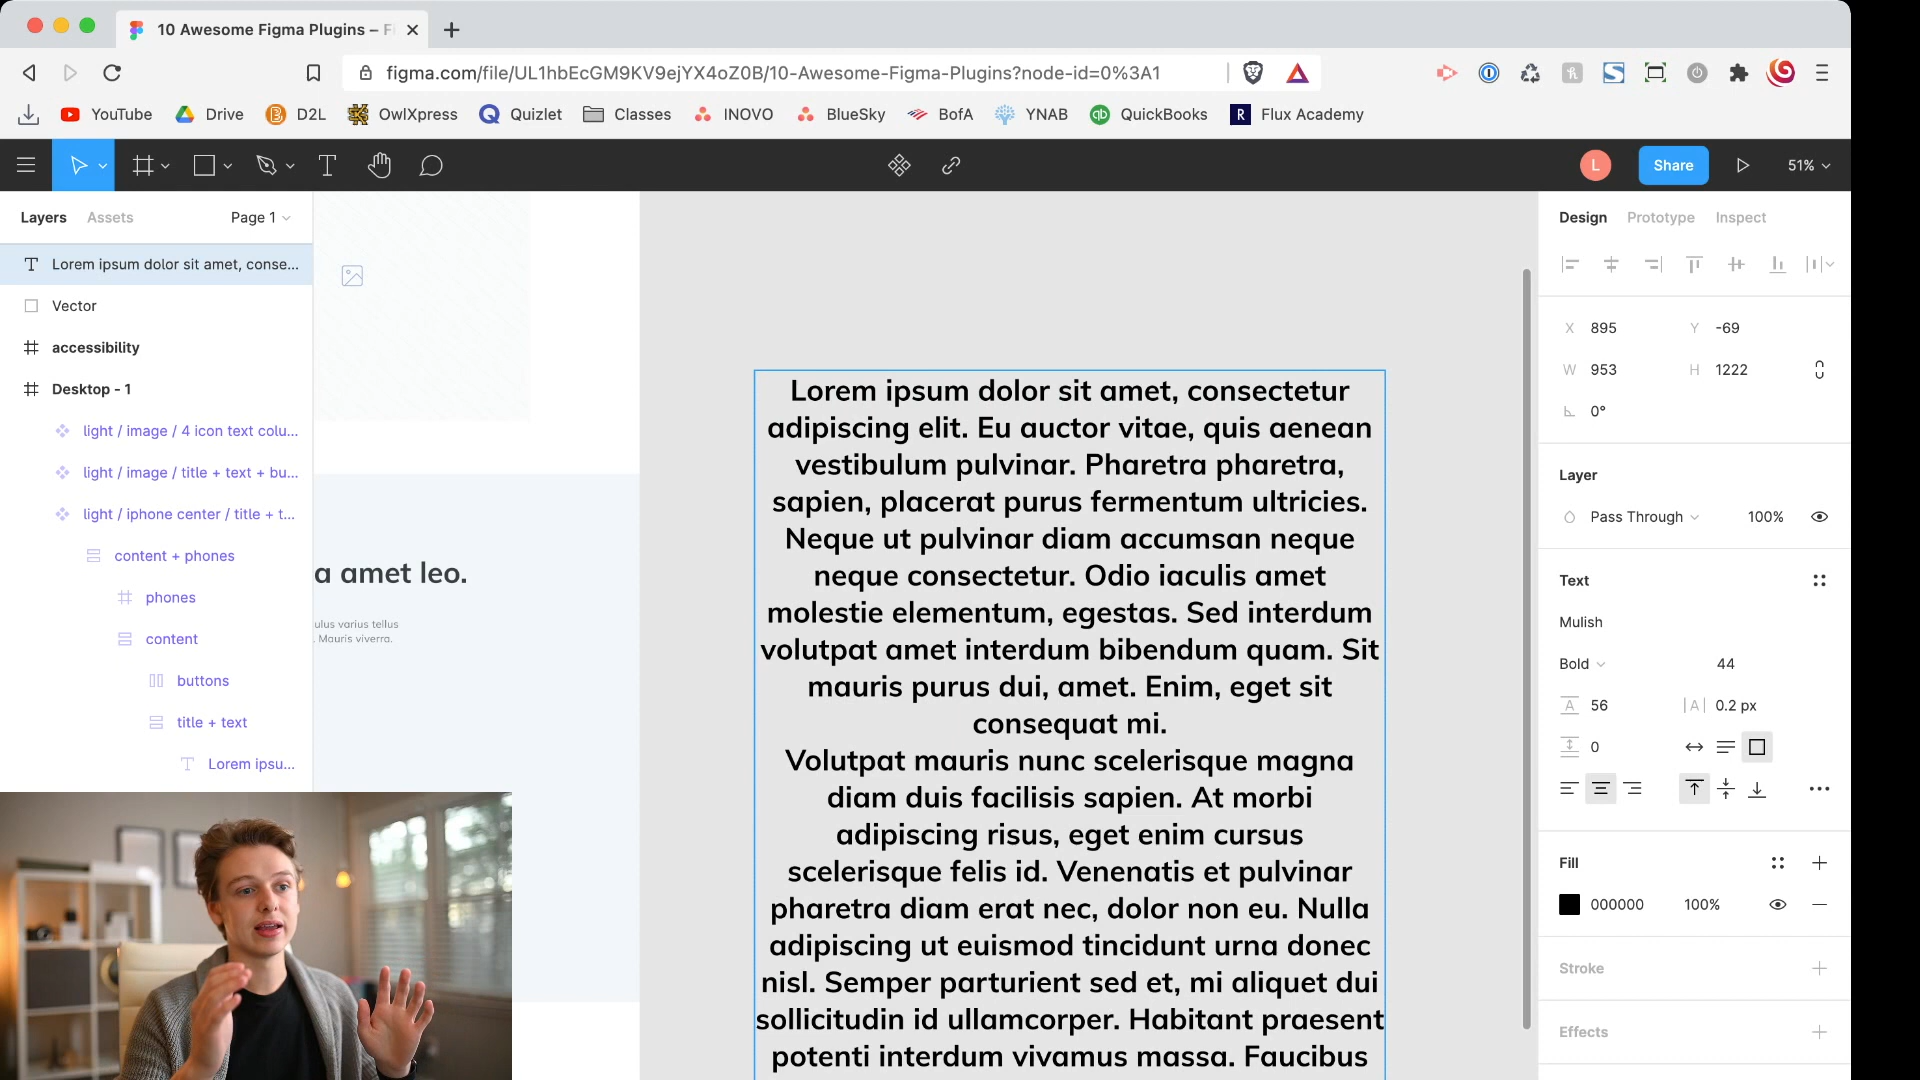 10 Awesome Figma Plugins – Fi
figma.com/file/UL1hbEcGM9KV9ejYX4oZ0B/10-Awesome-Figma-Plugins?node-id=0%3A1
YouTube Drive D2L OwlXpress Quizlet Classes INOVO BlueSky BofA YNAB QuickBooks R Flux Academy
L Share 51%
Layers Assets Page 1
Lorem ipsum dolor sit amet, conse...
Vector
accessibility
Desktop - 1
light / image / 4 icon text colu...
light / image / title + text + bu...
light / iphone center / title + t...
content + phones
phones
content
buttons
title + text
Lorem ipsu...
a amet leo.
ulus varius tellus
. Mauris viverra.
Lorem ipsum dolor sit amet, consectetur
adipiscing elit. Eu auctor vitae, quis aenean
vestibulum pulvinar. Pharetra pharetra,
sapien, placerat purus fermentum ultricies.
Neque ut pulvinar diam accumsan neque
neque consectetur. Odio iaculis amet
molestie elementum, egestas. Sed interdum
volutpat amet interdum bibendum quam. Sit
mauris purus dui, amet. Enim, eget sit
consequat mi.
Volutpat mauris nunc scelerisque magna
diam duis facilisis sapien. At morbi
adipiscing risus, eget enim cursus
scelerisque felis id. Venenatis et pulvinar
pharetra diam erat nec, dolor non eu. Nulla
adipiscing ut euismod tincidunt urna donec
nisl. Semper parturient sed et, mi aliquet dui
sollicitudin id ullamcorper. Habitant praesent
potenti interdum vivamus massa. Faucibus
Design Prototype Inspect
X 895 Y -69
W 953 H 1222
0°
Layer
Pass Through 100%
Text
Mulish
Bold 44
A 56 |A| 0.2 px
0
Fill
000000 100%
Stroke
Effects